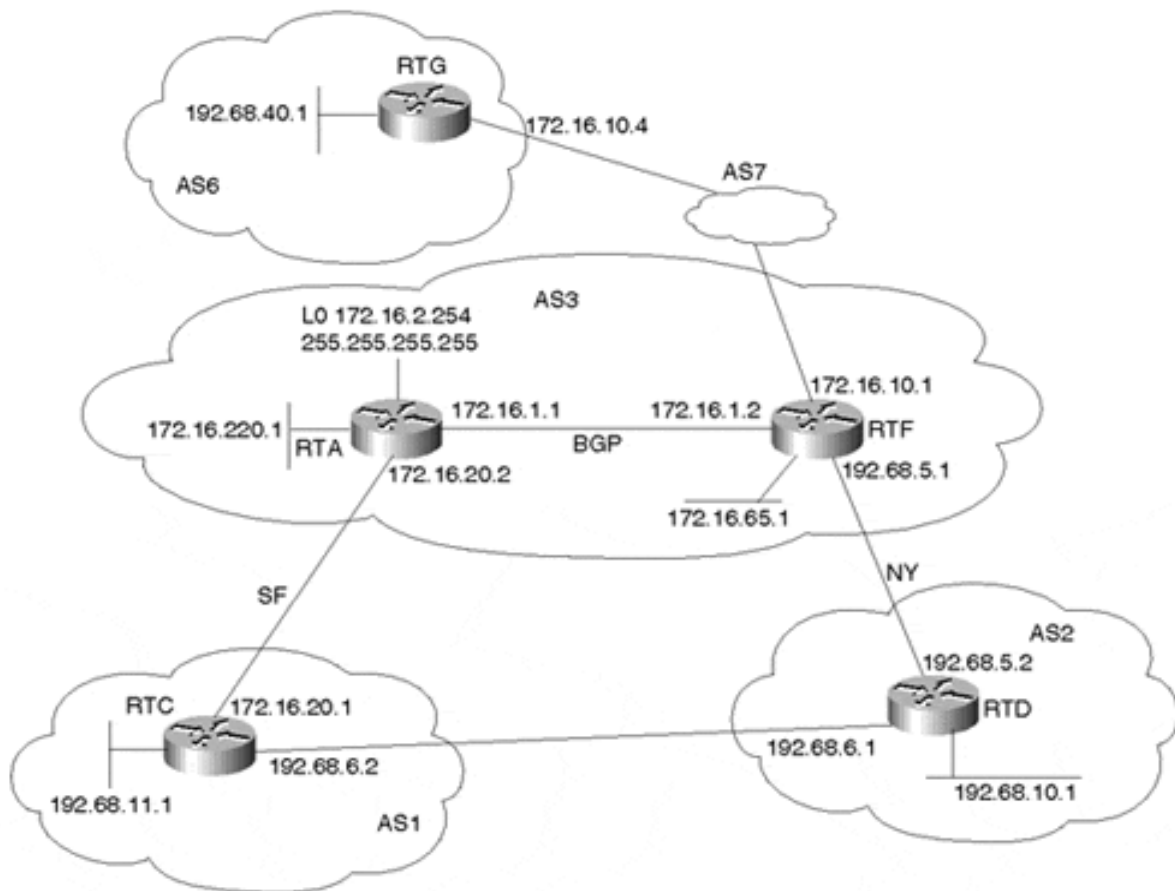 RTG
192.68.40.1
172.16.10.4
AS6
AS7
AS3
L0 172.16.2.254
255.255.255.255
172.16.10.1
172.16.1.1
172.16.1.2
172.16.220.1
RTA
BGP
RTF
172.16.20.2
192.68.5.1
172.16.65.1
SF
NY
AS2
192.68.5.2
RTC
172.16.20.1
RTD
192.68.6.1
192.68.6.2
192.68.10.1
192.68.11.1
AS1